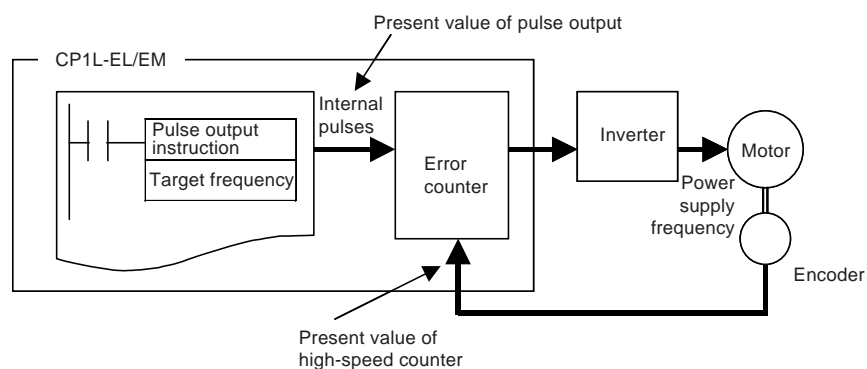 Present value of pulse output
CP1L-EL/EM
Internal
pulses
Pulse output
instruction
Target frequency
Error
counter
Inverter
Motor
Power
supply
frequency
Encoder
Present value of
high-speed counter